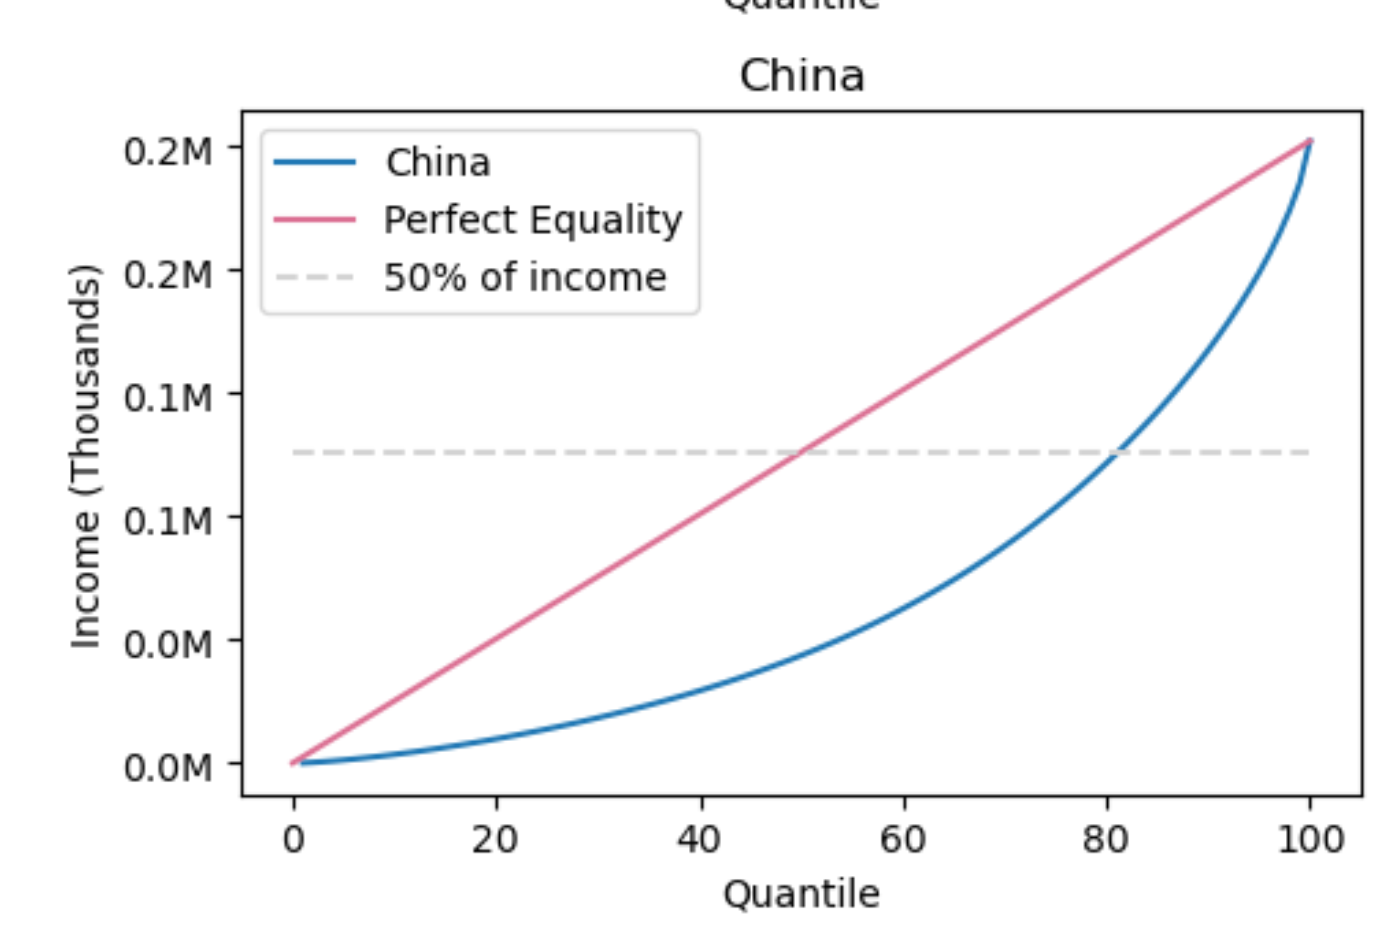 Quantile
China
China
Perfect Equality
50% of income
Income (Thousands)
0.2M
0.2M
0.1M
0.1M
0.0M
0.0M
0 20 40 60 80 100
Quantile